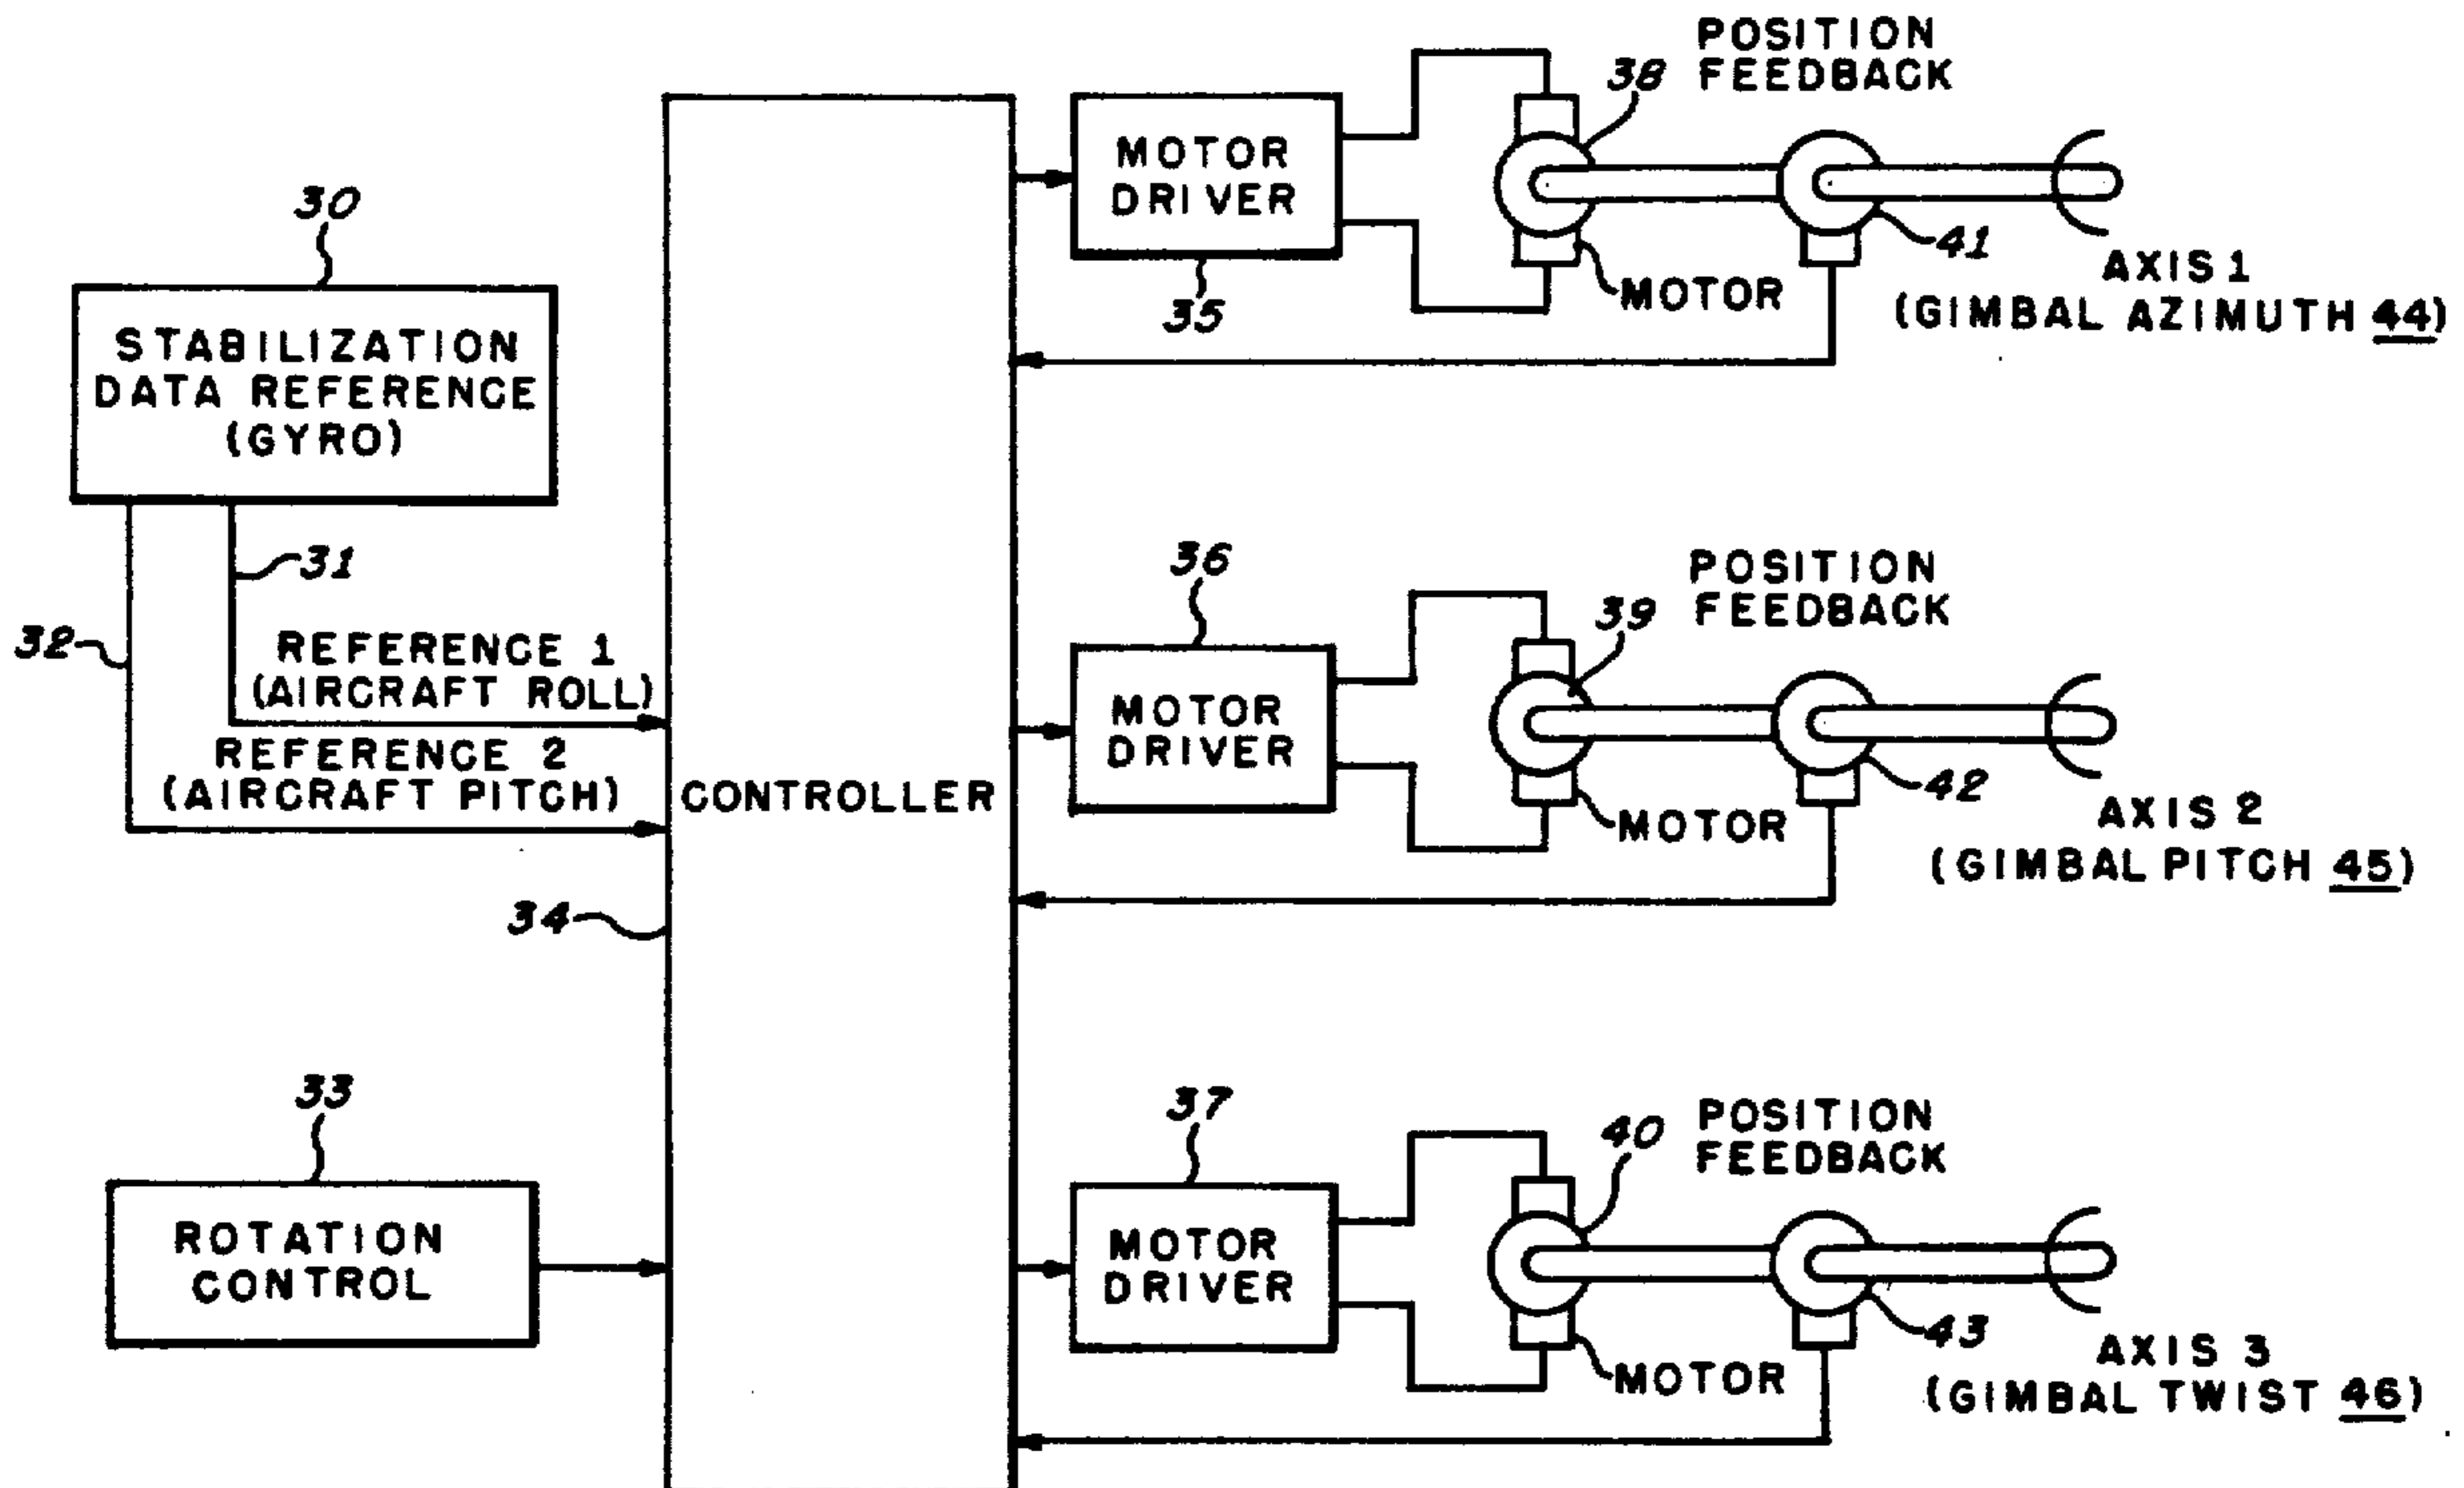 POSITION
FEEDBACK
38
MOTOR
DRIVER
35
MOTOR
41
AXIS 1
(GIMBAL AZIMUTH 44)
30
STABILIZATION
DATA REFERENCE
(GYRO)
31
32
REFERENCE 1
(AIRCRAFT ROLL)
REFERENCE 2
(AIRCRAFT PITCH)
CONTROLLER
34
36
POSITION
FEEDBACK
39
MOTOR
DRIVER
MOTOR
42
AXIS 2
(GIMBAL PITCH 45)
33
ROTATION
CONTROL
37
POSITION
FEEDBACK
40
MOTOR
DRIVER
MOTOR
43
AXIS 3
(GIMBAL TWIST 46)